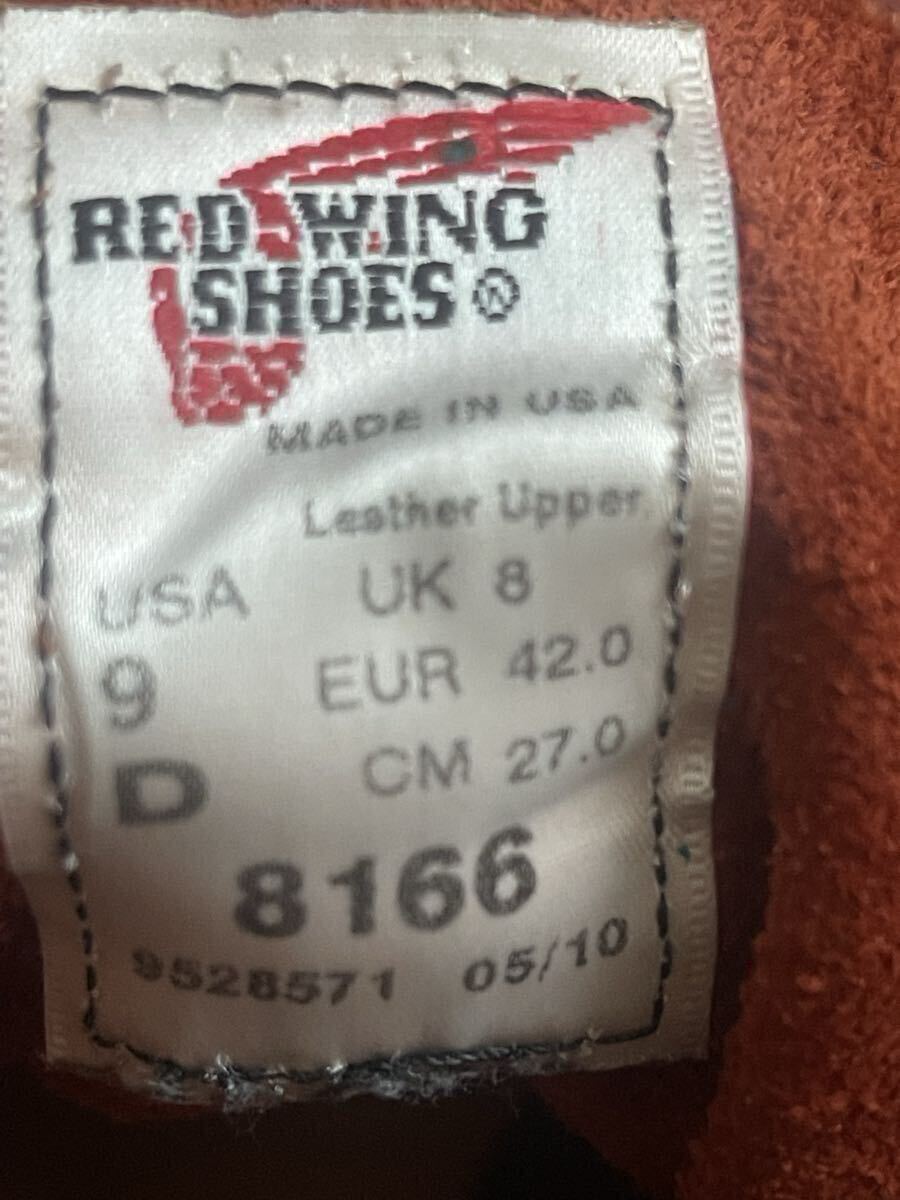 RED WING
SHOES®
MADE IN USA
Leather Upper
USA UK 8
9 EUR 42.0
D CM 27.0
8166
9528571 05/10